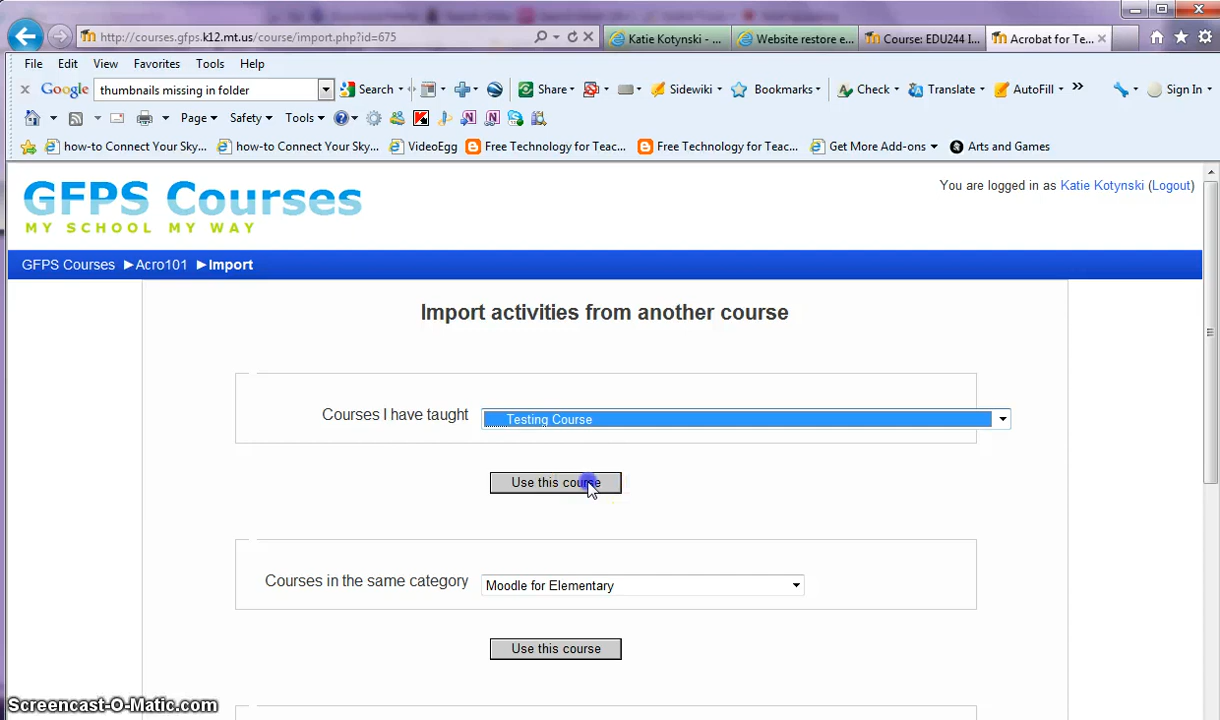 http://courses.gfps.k12.mt.us/course/import.php?id=675
Katie Kotynski - ...
Website restore e...
Course: EDU244 I...
Acrobat for Te...
File Edit View Favorites Tools Help
Google thumbnails missing in folder Search Share Sidewiki Bookmarks Check Translate AutoFill Sign In
Page Safety Tools
how-to Connect Your Sky... how-to Connect Your Sky... VideoEgg Free Technology for Teac... Free Technology for Teac... Get More Add-ons Arts and Games
GFPS Courses
MY SCHOOL MY WAY
You are logged in as Katie Kotynski (Logout)
GFPS Courses ►Acro101 ►Import
Import activities from another course
Courses I have taught Testing Course
Use this course
Courses in the same category Moodle for Elementary
Use this course
Screencast-O-Matic.com